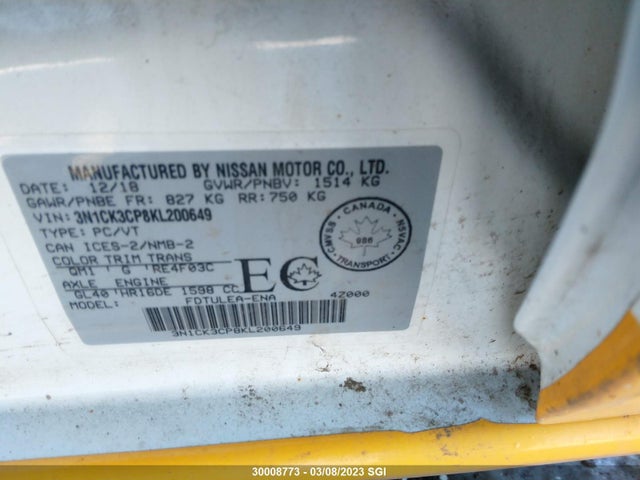 MANUFACTURED BY NISSAN MOTOR CO., LTD.
DATE: 12/18 GVWR/PNBV: 1514 KG
GAWR/PNBE FR: 827 KG RR: 750 KG
VIN: 3N1CK3CP8KL200649
TYPE: PC/VT
CAN ICES-2/NMB-2
COLOR TRIM TRANS
QM1 G RE4F03C
AXLE ENGINE
GL40 HR16DE 1598 CC
MODEL: FDTULEA-ENA 47000
EC
3N1CK3CP8KL200649
CANADA
CMVSS NSVAC
986
TRANSPORT
30008773 - 03/08/2023 SGI